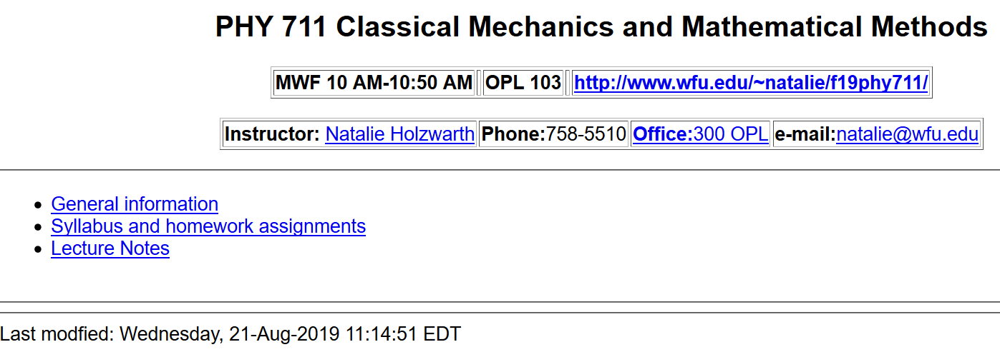 PHY 711 Classical Mechanics and Mathematical Methods
MWF 10 AM-10:50 AM OPL 103 http://www.wfu.edu/~natalie/f19phy711/
Instructor: Natalie Holzwarth Phone:758-5510 Office:300 OPL e-mail:natalie@wfu.edu
General information
Syllabus and homework assignments
Lecture Notes
Last modfied: Wednesday, 21-Aug-2019 11:14:51 EDT